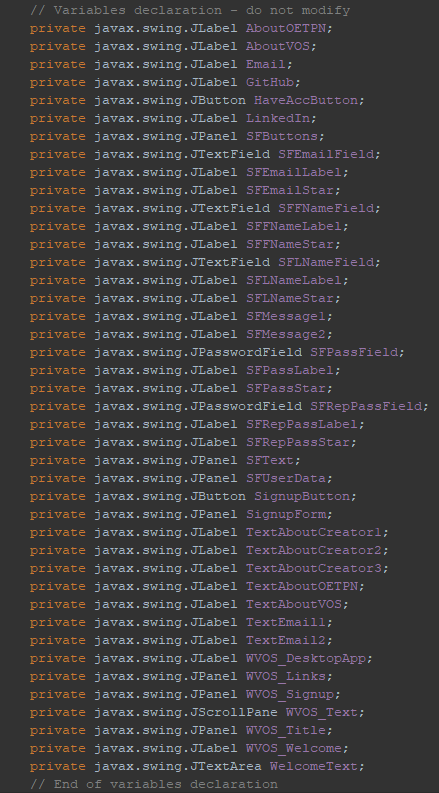 // Variables declaration - do not modify
private javax.swing.JLabel AboutOETPN;
private javax.swing.JLabel AboutVOS;
private javax.swing.JLabel Email;
private javax.swing.JLabel GitHub;
private javax.swing.JButton HaveAccButton;
private javax.swing.JLabel LinkedIn;
private javax.swing.JPanel SFButtons;
private javax.swing.JTextField SFEmailField;
private javax.swing.JLabel SFEmailLabel;
private javax.swing.JLabel SFEmailStar;
private javax.swing.JTextField SFFNameField;
private javax.swing.JLabel SFFNameLabel;
private javax.swing.JLabel SFFNameStar;
private javax.swing.JTextField SFLNameField;
private javax.swing.JLabel SFLNameLabel;
private javax.swing.JLabel SFLNameStar;
private javax.swing.JLabel SFMessage1;
private javax.swing.JLabel SFMessage2;
private javax.swing.JPasswordField SFPassField;
private javax.swing.JLabel SFPassLabel;
private javax.swing.JLabel SFPassStar;
private javax.swing.JPasswordField SFRepPassField;
private javax.swing.JLabel SFRepPassLabel;
private javax.swing.JLabel SFRepPassStar;
private javax.swing.JPanel SFText;
private javax.swing.JPanel SFUserData;
private javax.swing.JButton SignupButton;
private javax.swing.JPanel SignupForm;
private javax.swing.JLabel TextAboutCreator1;
private javax.swing.JLabel TextAboutCreator2;
private javax.swing.JLabel TextAboutCreator3;
private javax.swing.JLabel TextAboutOETPN;
private javax.swing.JLabel TextAboutVOS;
private javax.swing.JLabel TextEmail1;
private javax.swing.JLabel TextEmail2;
private javax.swing.JLabel WVOS_DesktopApp;
private javax.swing.JPanel WVOS_Links;
private javax.swing.JPanel WVOS_Signup;
private javax.swing.JScrollPane WVOS_Text;
private javax.swing.JPanel WVOS_Title;
private javax.swing.JLabel WVOS_Welcome;
private javax.swing.JTextArea WelcomeText;
// End of variables declaration